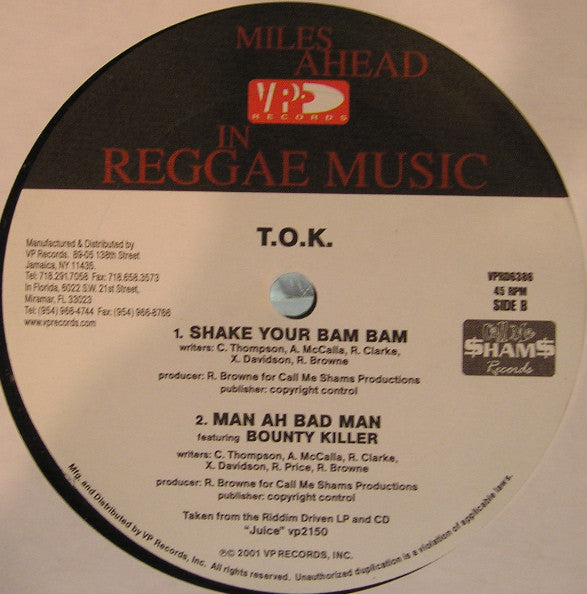 MILES
AHEAD
VP
RECORDS
IN
REGGAE MUSIC
T.O.K.
Manufactured & Distributed by
VP Records. 89-05 138th Street
Jamaica, NY 11435.
Tel: 718.291.7058 Fax: 718.658.3573
In Florida, 6022 S.W. 21st Street,
Miramar, FL 33023
Tel: (954) 966-4744 Fax: (954) 966-8766
www.vprecords.com
VPRD6386
45 RPM
SIDE B
Call Me
$HAM$
Records
1. SHAKE YOUR BAM BAM
writers: C. Thompson, A. McCalla, R. Clarke,
X. Davidson, R. Browne
producer: R. Browne for Call Me Shams Productions
publisher: copyright control
2. MAN AH BAD MAN
featuring BOUNTY KILLER
writers: C. Thompson, A. McCalla, R. Clarke,
X. Davidson, R. Price, R. Browne
producer: R. Browne for Call Me Shams Productions
publisher: copyright control
Taken from the Riddim Driven LP and CD
"Juice" vp2150
℗© 2001 VP RECORDS, INC.
Mfg. and Distributed by VP Records, Inc. All rights reserved. Unauthorized duplication is a violation of applicable laws.